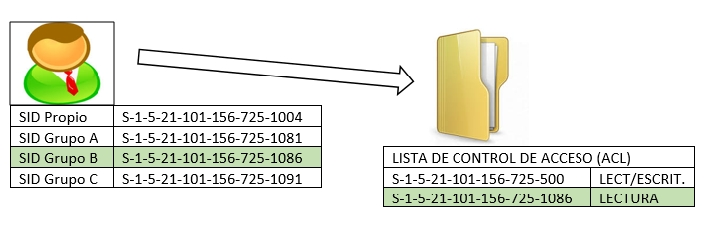 SID Propio S-1-5-21-101-156-725-1004
SID Grupo A S-1-5-21-101-156-725-1081
SID Grupo B S-1-5-21-101-156-725-1086
SID Grupo C S-1-5-21-101-156-725-1091
LISTA DE CONTROL DE ACCESO (ACL)
S-1-5-21-101-156-725-500 LECT/ESCRIT.
S-1-5-21-101-156-725-1086 LECTURA